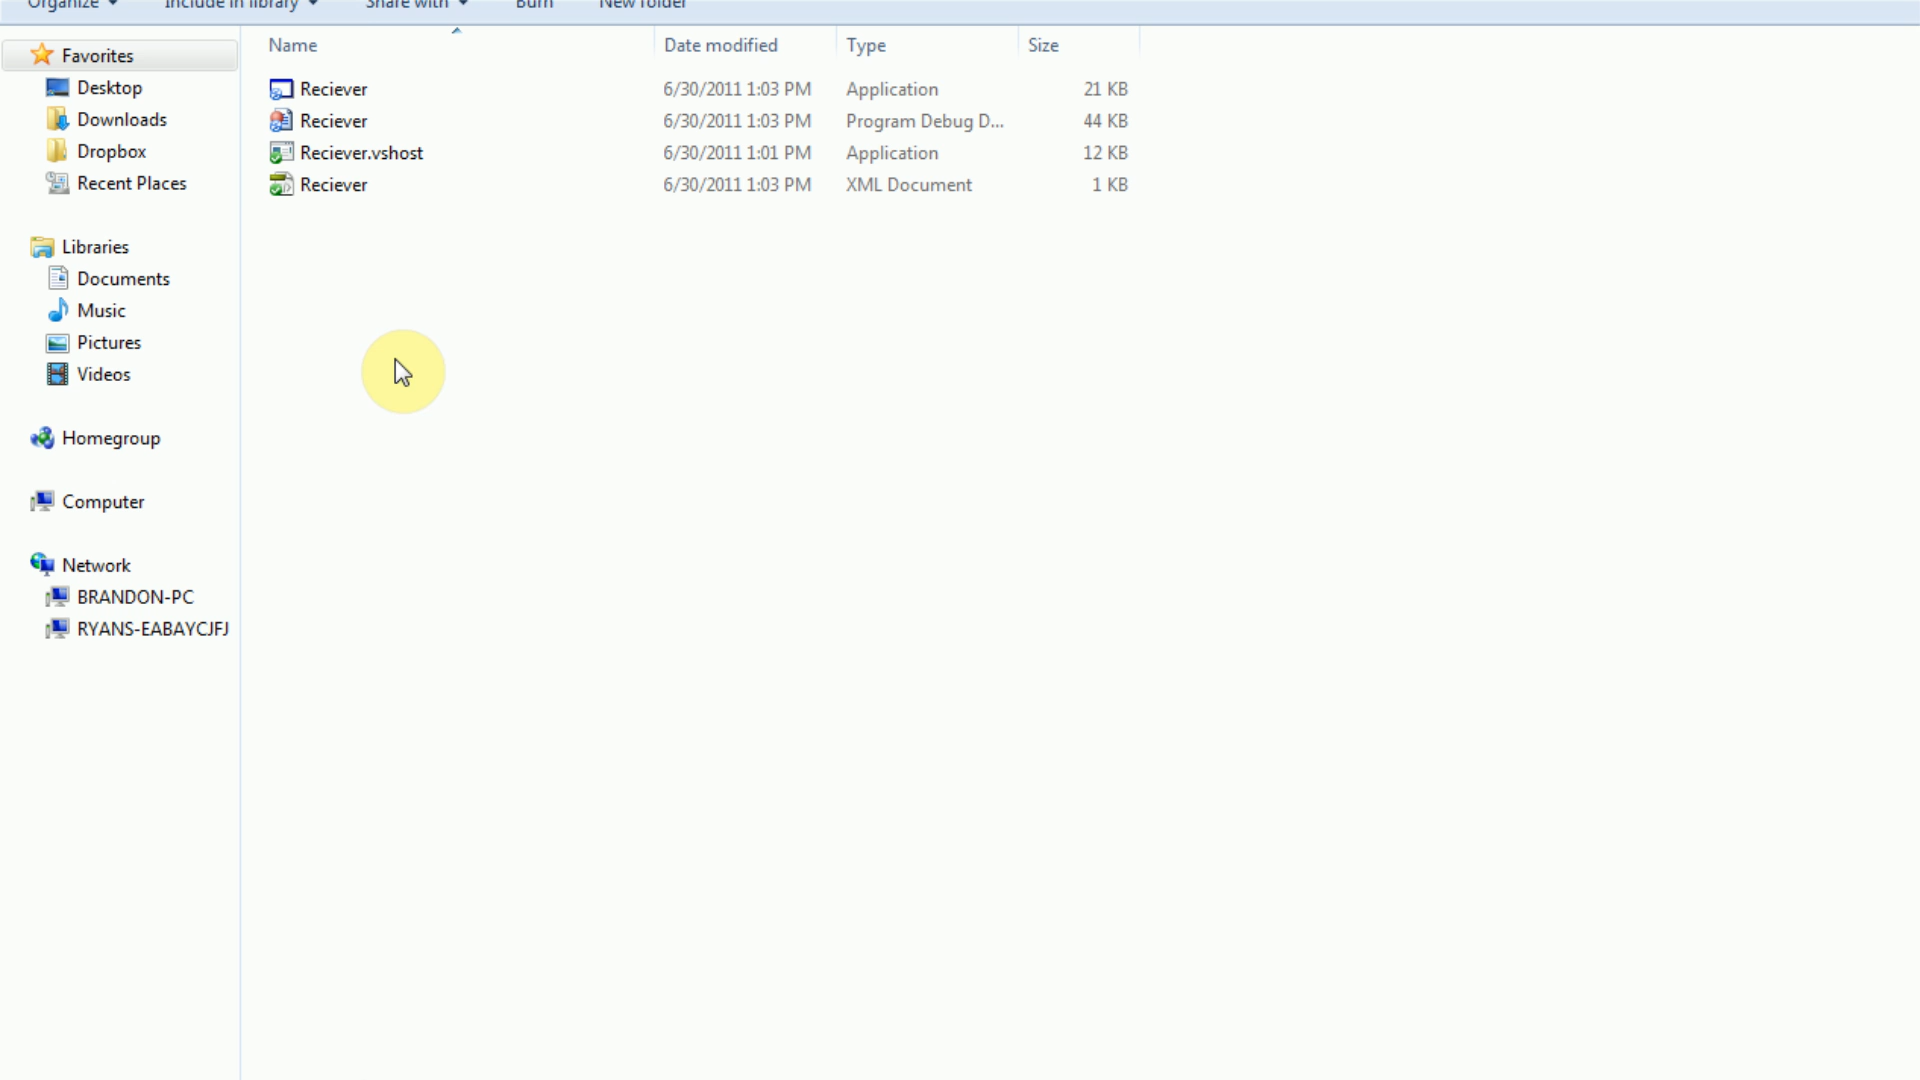 Organize Include in library Share with Burn New folder
Name Date modified Type Size
Favorites
Desktop
Downloads
Dropbox
Recent Places
Libraries
Documents
Music
Pictures
Videos
Homegroup
Computer
Network
BRANDON-PC
RYANS-EABAYCJFJ
Reciever 6/30/2011 1:03 PM Application 21 KB
Reciever 6/30/2011 1:03 PM Program Debug D... 44 KB
Reciever.vshost 6/30/2011 1:01 PM Application 12 KB
Reciever 6/30/2011 1:03 PM XML Document 1 KB